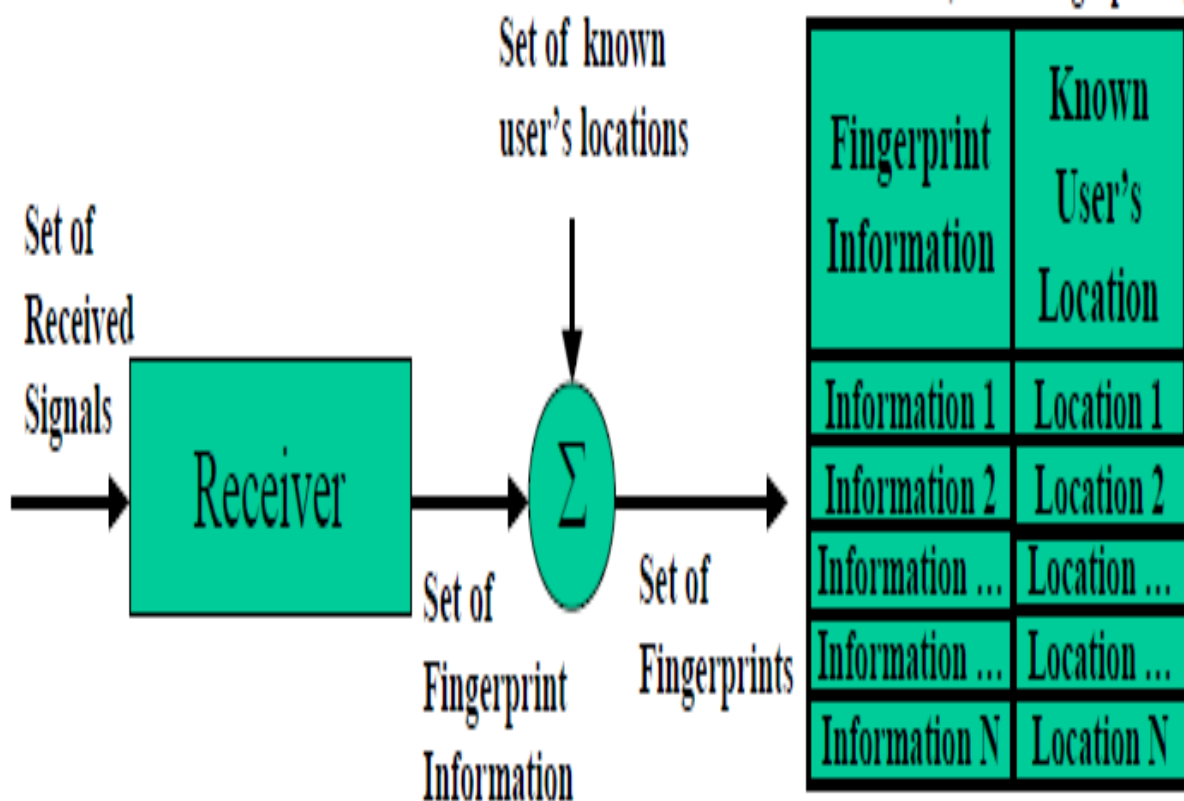 Set of known
user's locations
Set of
Received
Signals
Receiver
Σ
Set of
Fingerprint
Information
Set of
Fingerprints
Fingerprint
Information
Known
User's
Location
Information 1
Location 1
Information 2
Location 2
Information ...
Location ...
Information ...
Location ...
Information N
Location N